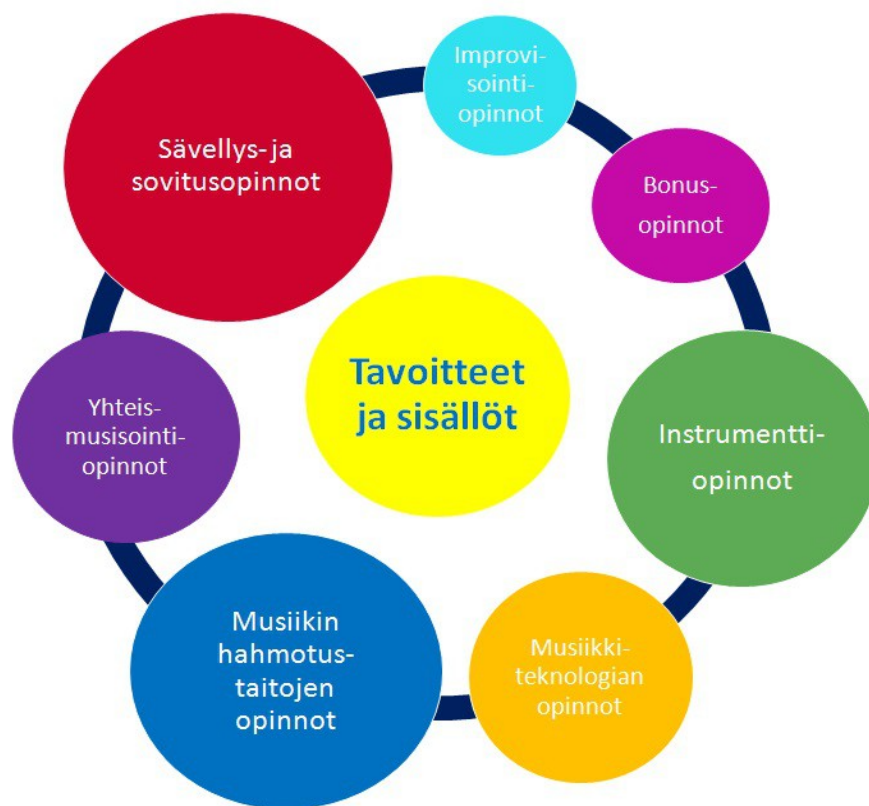 Improvi-
sointi-
opinnot
Sävellys- ja
sovitusopinnot
Bonus-
opinnot
Tavoitteet
ja sisällöt
Yhteis-
musisointi-
opinnot
Instrumentti-
opinnot
Musiikin
hahmotus-
taitojen
opinnot
Musiikki-
teknologian
opinnot